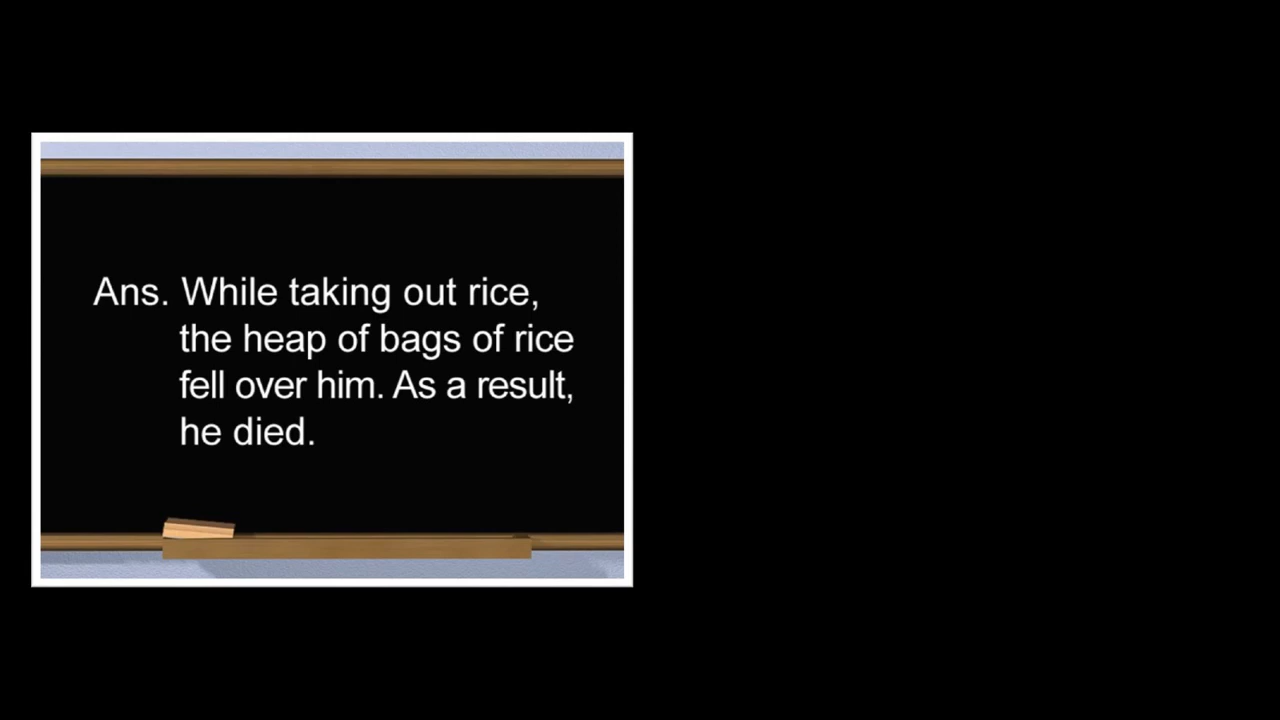 Ans. While taking out rice,
the heap of bags of rice
fell over him. As a result,
he died.